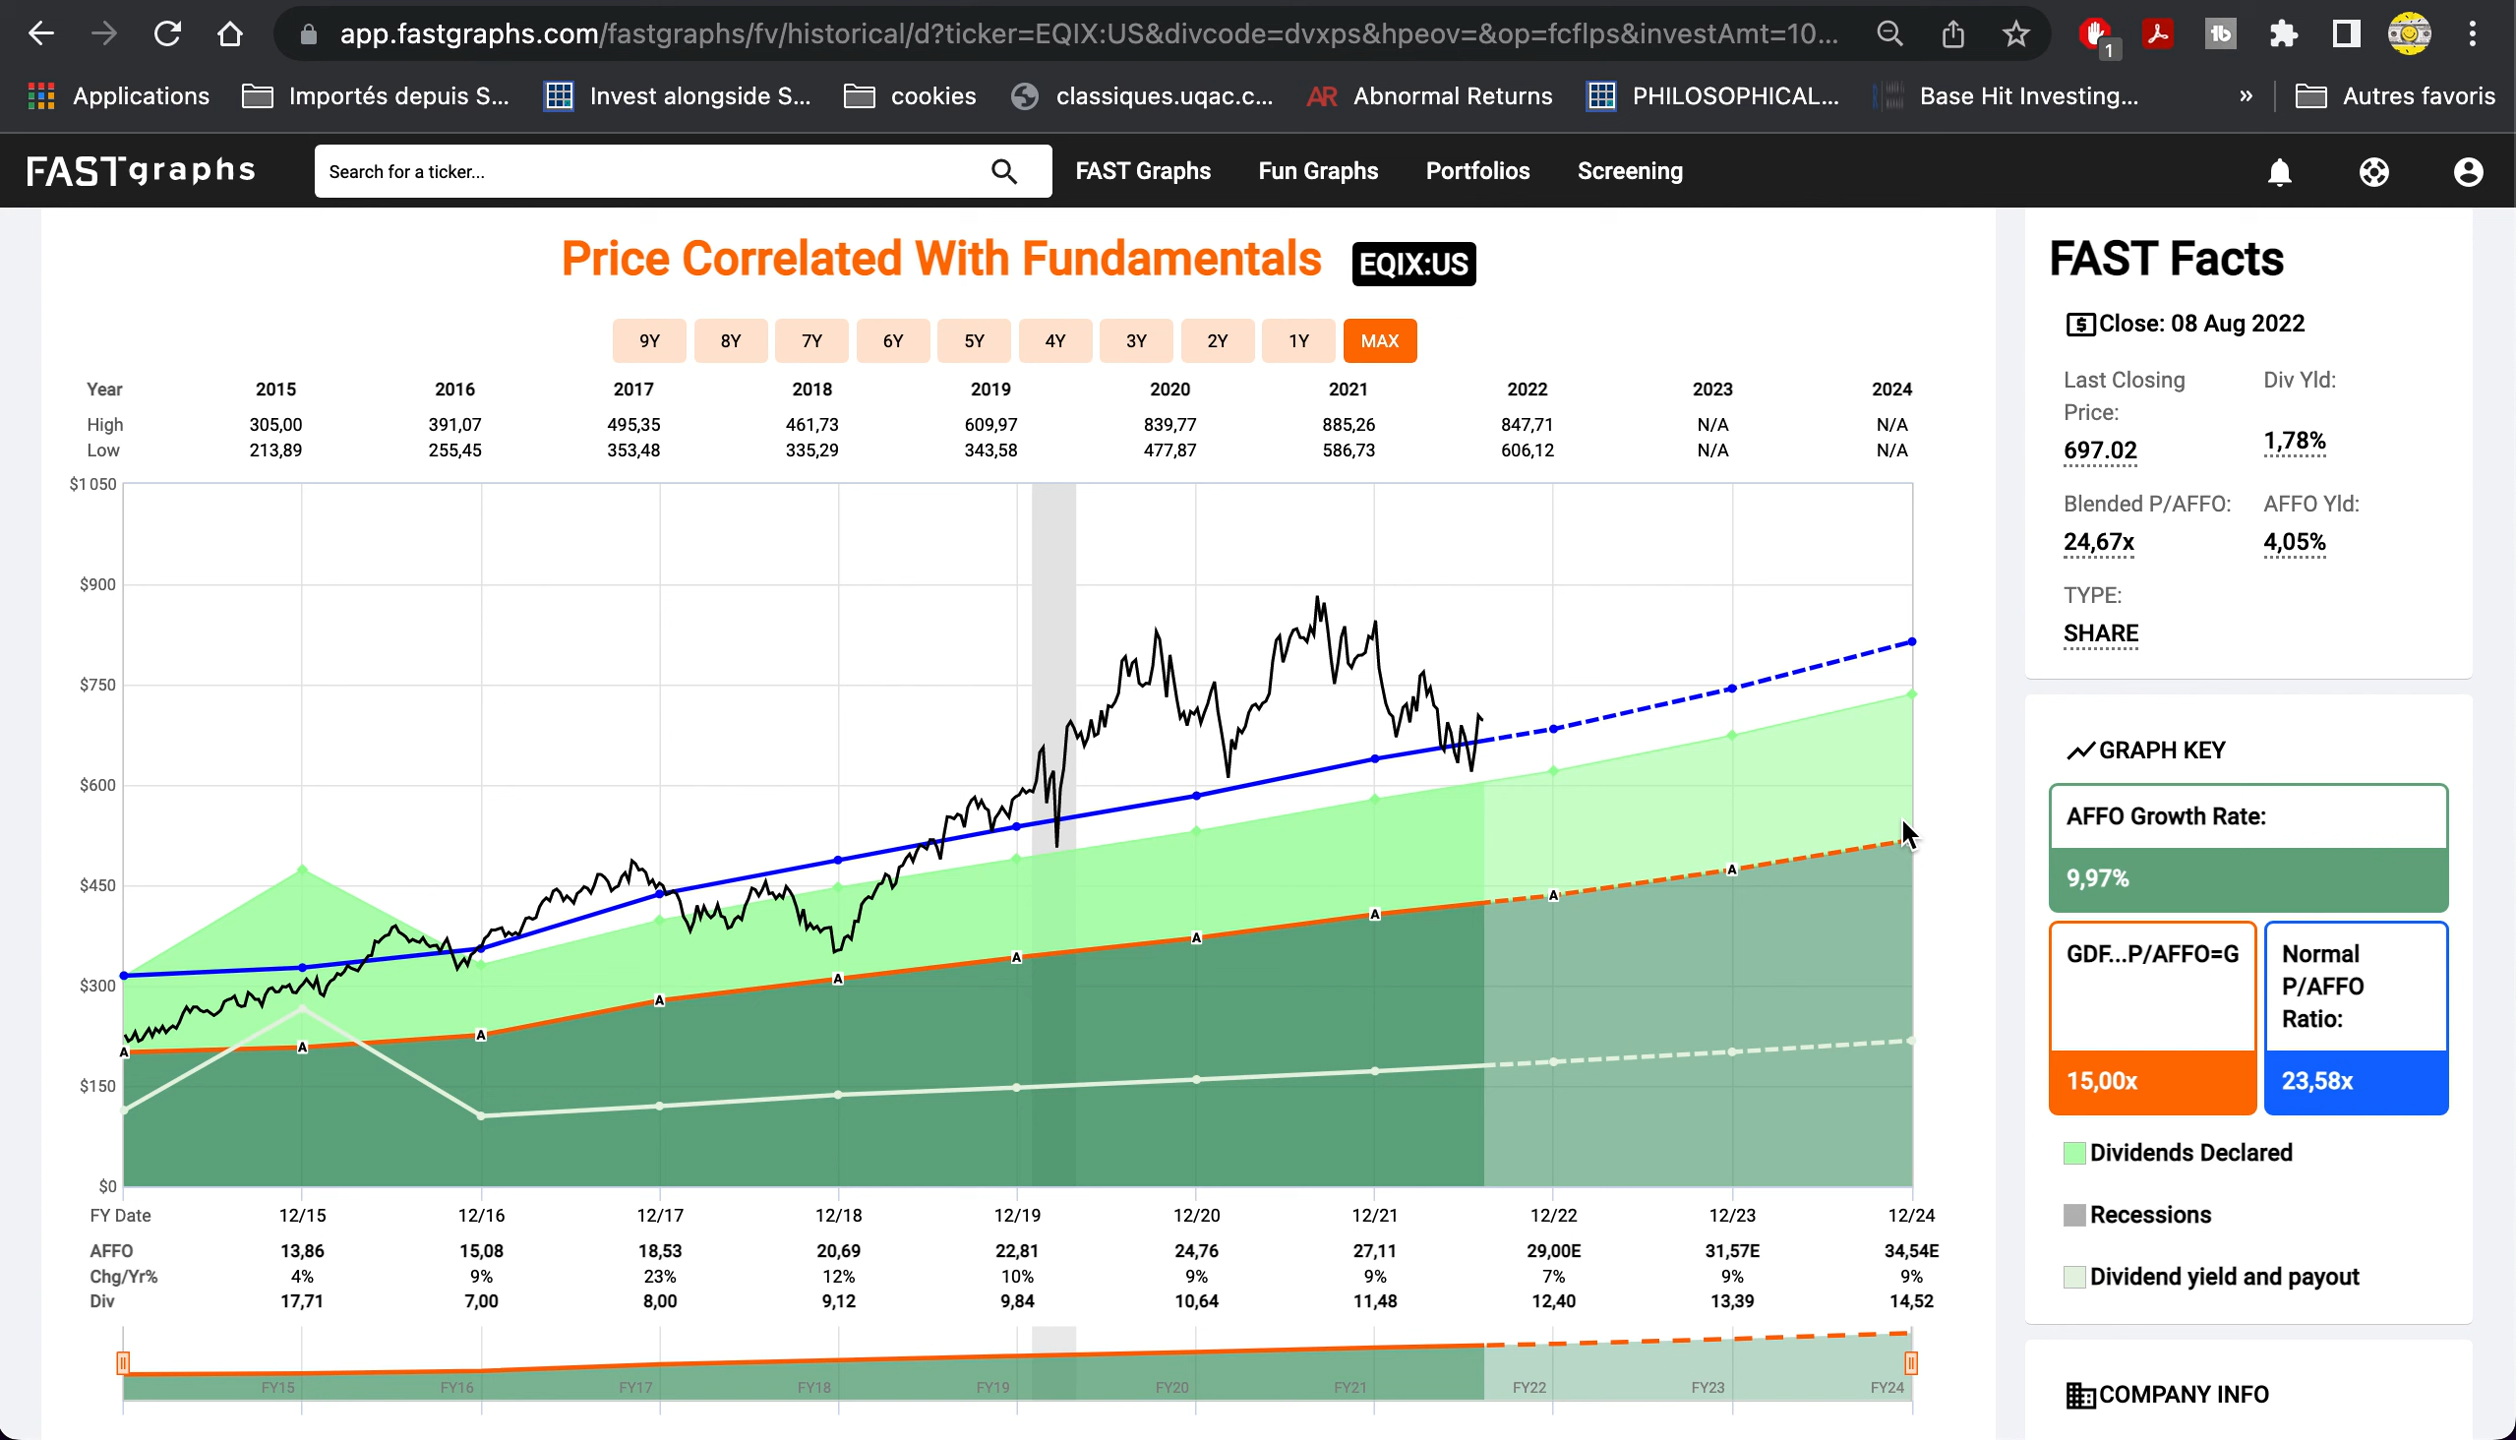 app.fastgraphs.com/fastgraphs/fv/historical/d?ticker=EQIX:US&divcode=dvxps&hpeov=&op=fcflps&investAmt=10...
1
Applications Importés depuis S... Invest alongside S... cookies classiques.uqac.c... AR Abnormal Returns PHILOSOPHICAL... Base Hit Investing... » Autres favoris
FASTgraphs Search for a ticker... FAST Graphs Fun Graphs Portfolios Screening
Price Correlated With Fundamentals EQIX:US
9Y 8Y 7Y 6Y 5Y 4Y 3Y 2Y 1Y MAX
Year 2015 2016 2017 2018 2019 2020 2021 2022 2023 2024
High 305,00 391,07 495,35 461,73 609,97 839,77 885,26 847,71 N/A N/A
Low 213,89 255,45 353,48 335,29 343,58 477,87 586,73 606,12 N/A N/A
$1 050
$900
$750
$600
$450
$300
$150
$0
A A A A A A A A A A
FY Date 12/15 12/16 12/17 12/18 12/19 12/20 12/21 12/22 12/23 12/24
AFFO 13,86 15,08 18,53 20,69 22,81 24,76 27,11 29,00E 31,57E 34,54E
Chg/Yr% 4% 9% 23% 12% 10% 9% 9% 7% 9% 9%
Div 17,71 7,00 8,00 9,12 9,84 10,64 11,48 12,40 13,39 14,52
FY15 FY16 FY17 FY18 FY19 FY20 FY21 FY22 FY23 FY24
FAST Facts
Close: 08 Aug 2022
Last Closing Price:
697.02
Div Yld:
1,78%
Blended P/AFFO:
24,67x
AFFO Yld:
4,05%
TYPE:
SHARE
GRAPH KEY
AFFO Growth Rate:
9,97%
GDF...P/AFFO=G
15,00x
Normal
P/AFFO
Ratio:
23,58x
Dividends Declared
Recessions
Dividend yield and payout
COMPANY INFO